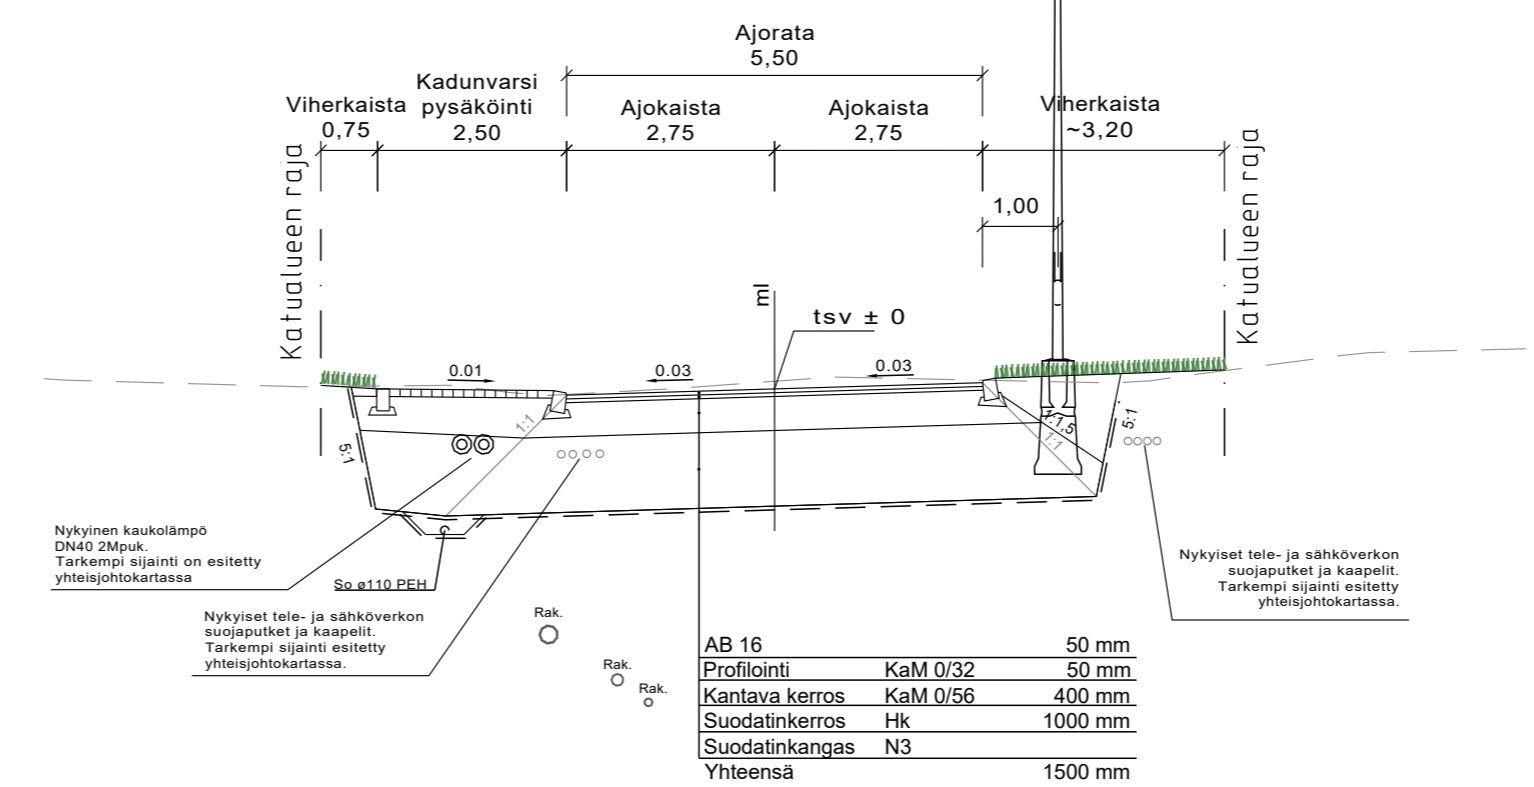 Ajorata
5,50
Kadunvarsi
pysäköinti
2,50
Viherkaista
0,75
Ajokaista
2,75
Ajokaista
2,75
Viherkaista
~3,20
Katualueen raja
Katualueen raja
1,00
ml
tsv ± 0
0.01
0.03
0.03
1:1
1:1,5
1:1
5:1
5:1
Nykyinen kaukolämpö
DN40 2Mpuk.
Tarkempi sijainti on esitetty
yhteisjohtokartassa
So ø110 PEH
Nykyiset tele- ja sähköverkon
suojaputket ja kaapelit.
Tarkempi sijainti esitetty
yhteisjohtokartassa.
Nykyiset tele- ja sähköverkon
suojaputket ja kaapelit.
Tarkempi sijainti esitetty
yhteisjohtokartassa.
Rak.
Rak.
Rak.
AB 16 50 mm
Profilointi KaM 0/32 50 mm
Kantava kerros KaM 0/56 400 mm
Suodatinkerros Hk 1000 mm
Suodatinkangas N3
Yhteensä 1500 mm